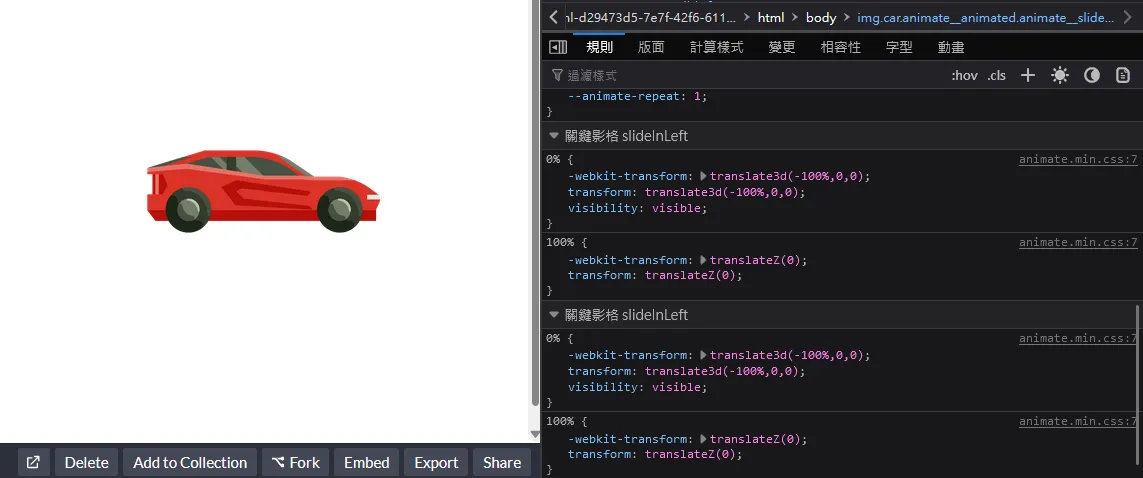 nl-d29473d5-7e7f-42f6-611... > html > body > img.car.animate__animated.animate__slide...
規則 版面 計算樣式 變更 相容性 字型 動畫
過濾樣式 :hov .cls
--animate-repeat: 1;
}
關鍵影格 slideInLeft
0% { animate.min.css:7
-webkit-transform: translate3d(-100%,0,0);
transform: translate3d(-100%,0,0);
visibility: visible;
}
100% { animate.min.css:7
-webkit-transform: translateZ(0);
transform: translateZ(0);
}
關鍵影格 slideInLeft
0% { animate.min.css:7
-webkit-transform: translate3d(-100%,0,0);
transform: translate3d(-100%,0,0);
visibility: visible;
}
100% { animate.min.css:7
-webkit-transform: translateZ(0);
transform: translateZ(0);
}
Delete Add to Collection Fork Embed Export Share